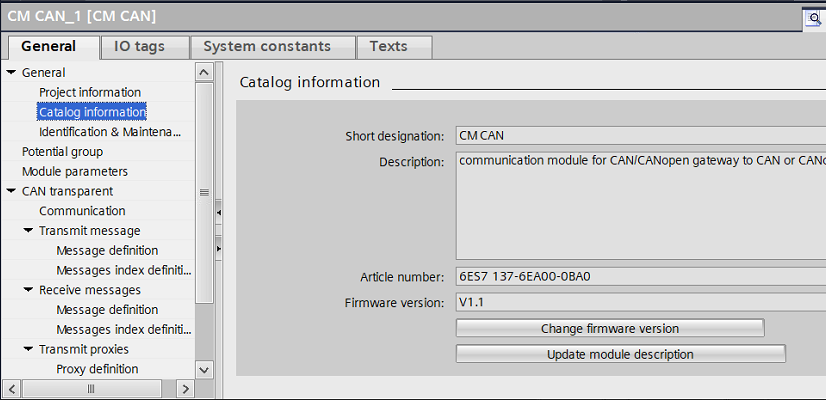 CM CAN_1 [CM CAN]
General
IO tags
System constants
Texts
General
Project information
Catalog information
Identification & Maintena...
Potential group
Module parameters
CAN transparent
Communication
Transmit message
Message definition
Messages index definiti...
Receive messages
Message definition
Messages index definiti...
Transmit proxies
Proxy definition
Catalog information
Short designation: CM CAN
Description: communication module for CAN/CANopen gateway to CAN or CANo
Article number: 6ES7 137-6EA00-0BA0
Firmware version: V1.1
Change firmware version
Update module description